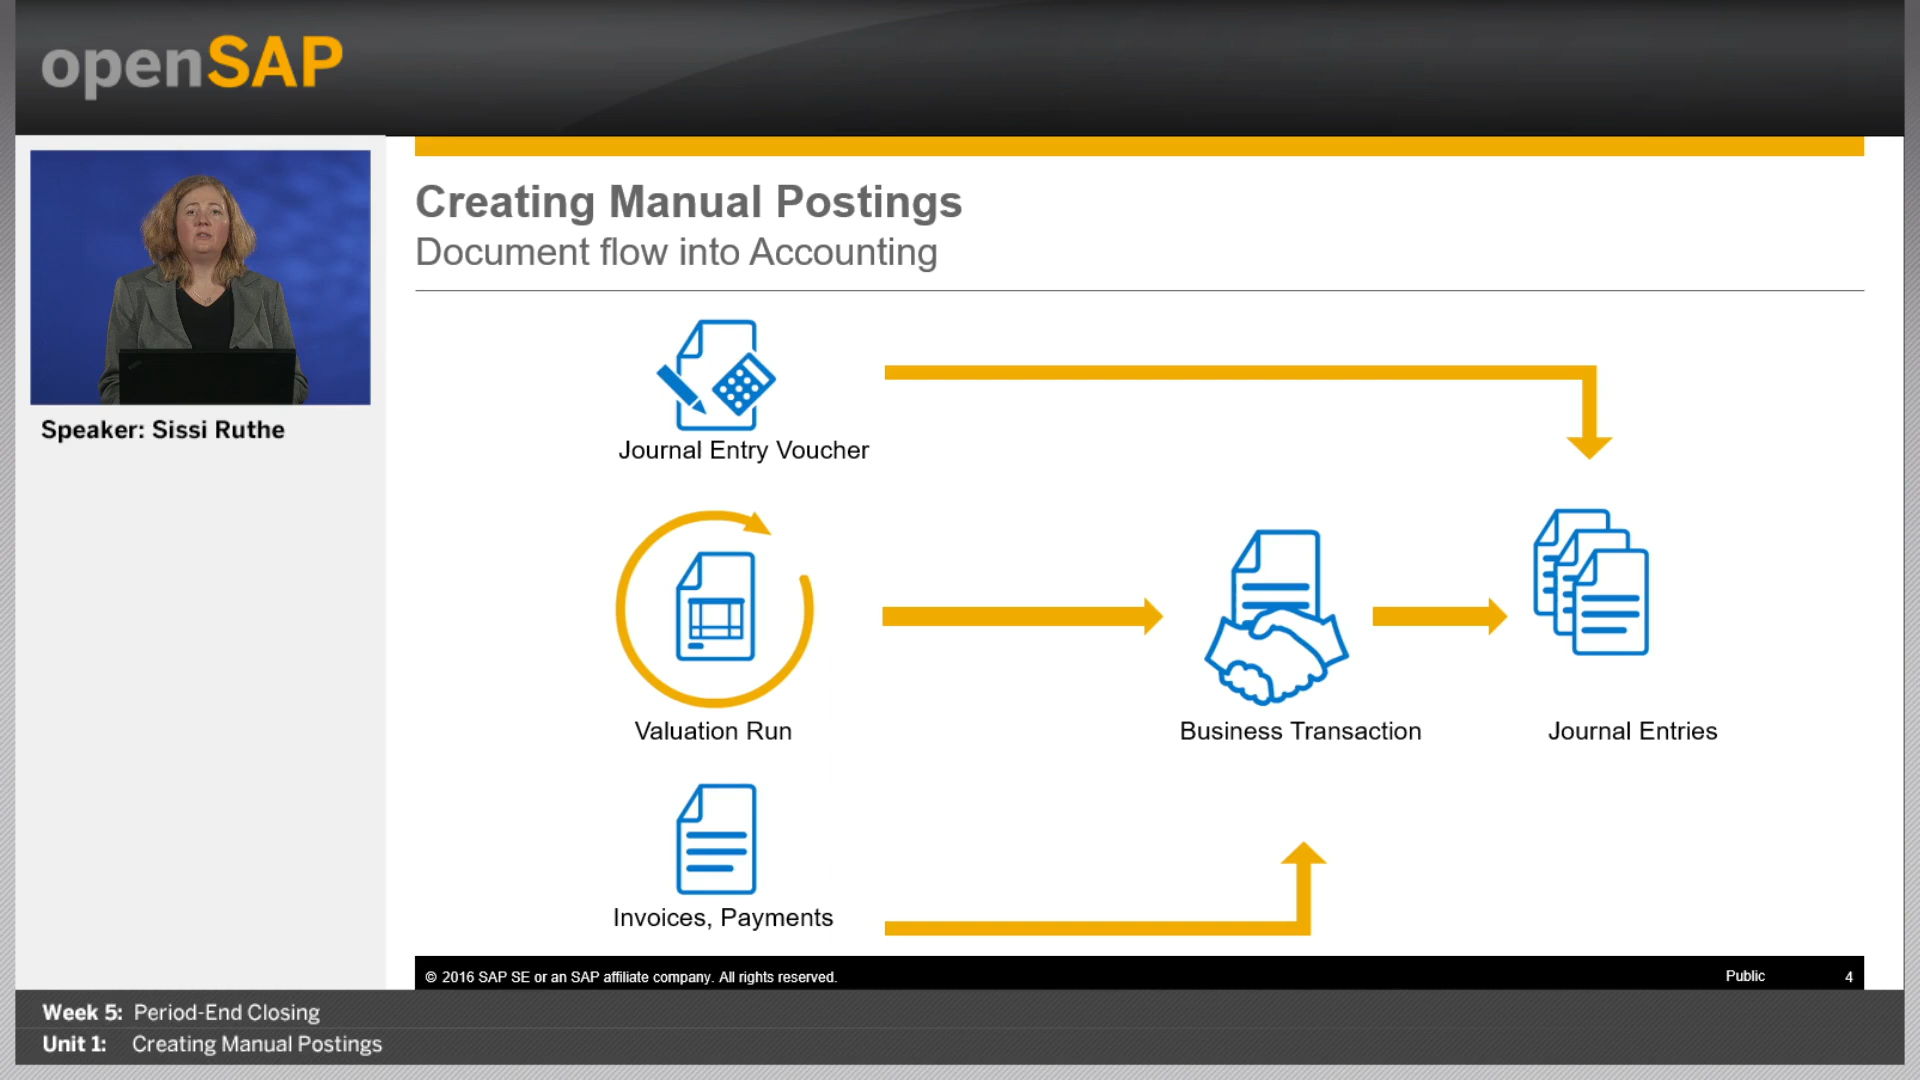 openSAP
Speaker: Sissi Ruthe
Creating Manual Postings
Document flow into Accounting
Journal Entry Voucher
Valuation Run
Business Transaction
Journal Entries
Invoices, Payments
© 2016 SAP SE or an SAP affiliate company. All rights reserved.
Public
4
Week 5: Period-End Closing
Unit 1: Creating Manual Postings